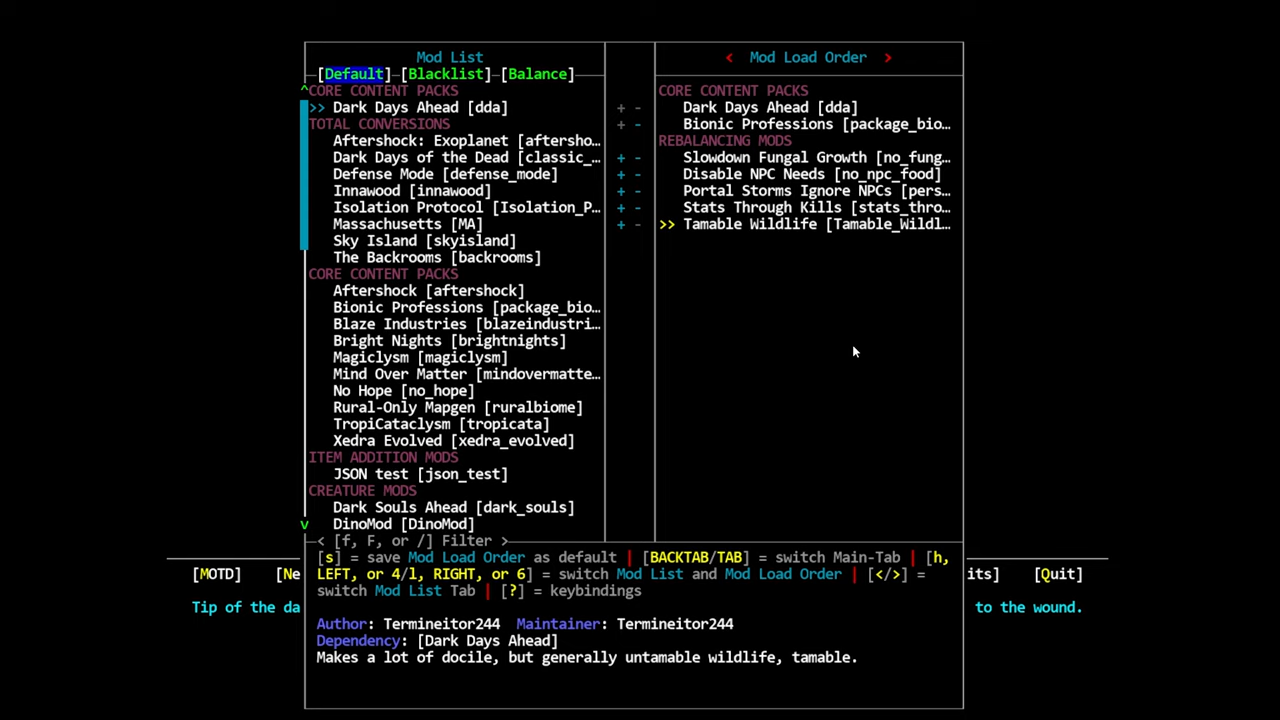 Mod List
[Default] [Blacklist] [Balance]
CORE CONTENT PACKS
>> Dark Days Ahead [dda]
TOTAL CONVERSIONS
Aftershock: Exoplanet [aftersho…
Dark Days of the Dead [classic_…
Defense Mode [defense_mode]
Innawood [innawood]
Isolation Protocol [Isolation_P…
Massachusetts [MA]
Sky Island [skyisland]
The Backrooms [backrooms]
CORE CONTENT PACKS
Aftershock [aftershock]
Bionic Professions [package_bio…
Blaze Industries [blazeindustri…
Bright Nights [brightnights]
Magiclysm [magiclysm]
Mind Over Matter [mindovermatte…
No Hope [no_hope]
Rural-Only Mapgen [ruralbiome]
TropiCataclysm [tropicata]
Xedra Evolved [xedra_evolved]
ITEM ADDITION MODS
JSON test [json_test]
CREATURE MODS
Dark Souls Ahead [dark_souls]
DinoMod [DinoMod]
< [f, F, or /] Filter >
< Mod Load Order >
CORE CONTENT PACKS
Dark Days Ahead [dda]
+ - Bionic Professions [package_bio…
REBALANCING MODS
+ - Slowdown Fungal Growth [no_fung…
+ - Disable NPC Needs [no_npc_food]
+ - Portal Storms Ignore NPCs [pers…
+ - Stats Through Kills [stats_thro…
+ - >> Tamable Wildlife [Tamable_Wildl…
[s] = save Mod Load Order as default | [BACKTAB/TAB] = switch Main-Tab | [h,
LEFT, or 4/l, RIGHT, or 6] = switch Mod List and Mod Load Order | [</>] =
switch Mod List Tab | [?] = keybindings
Author: Termineitor244 Maintainer: Termineitor244
Dependency: [Dark Days Ahead]
Makes a lot of docile, but generally untamable wildlife, tamable.
[MOTD] [Ne
its] [Quit]
Tip of the da
to the wound.